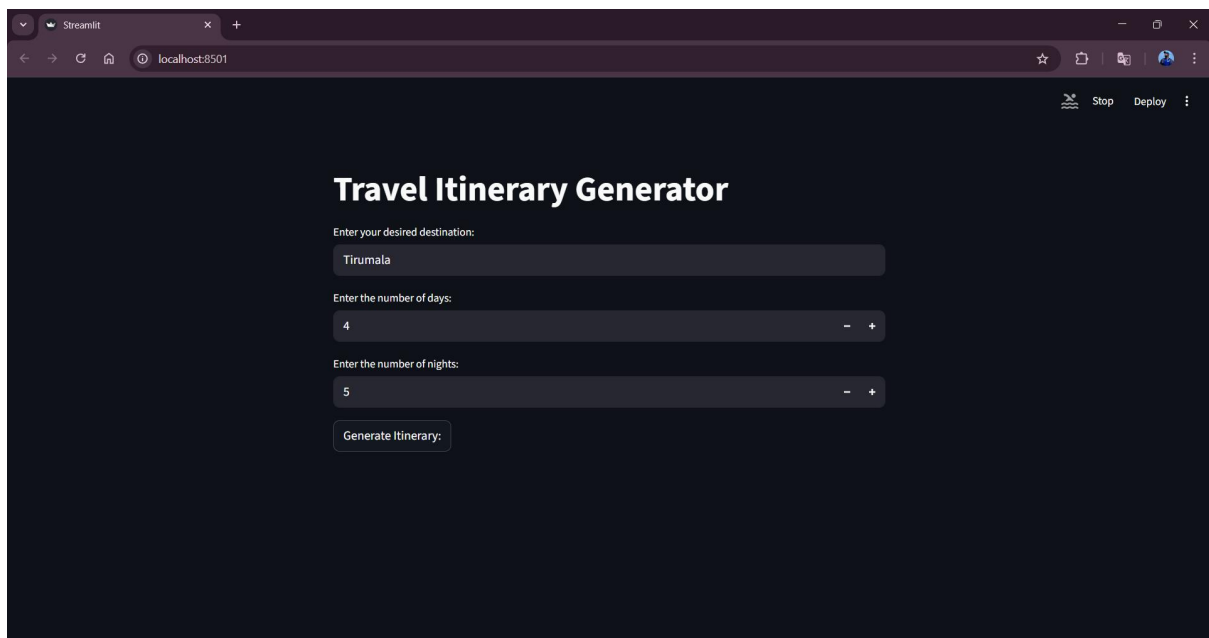 Streamlit
localhost:8501
Stop Deploy
Travel Itinerary Generator
Enter your desired destination:
Tirumala
Enter the number of days:
4
Enter the number of nights:
5
Generate Itinerary: